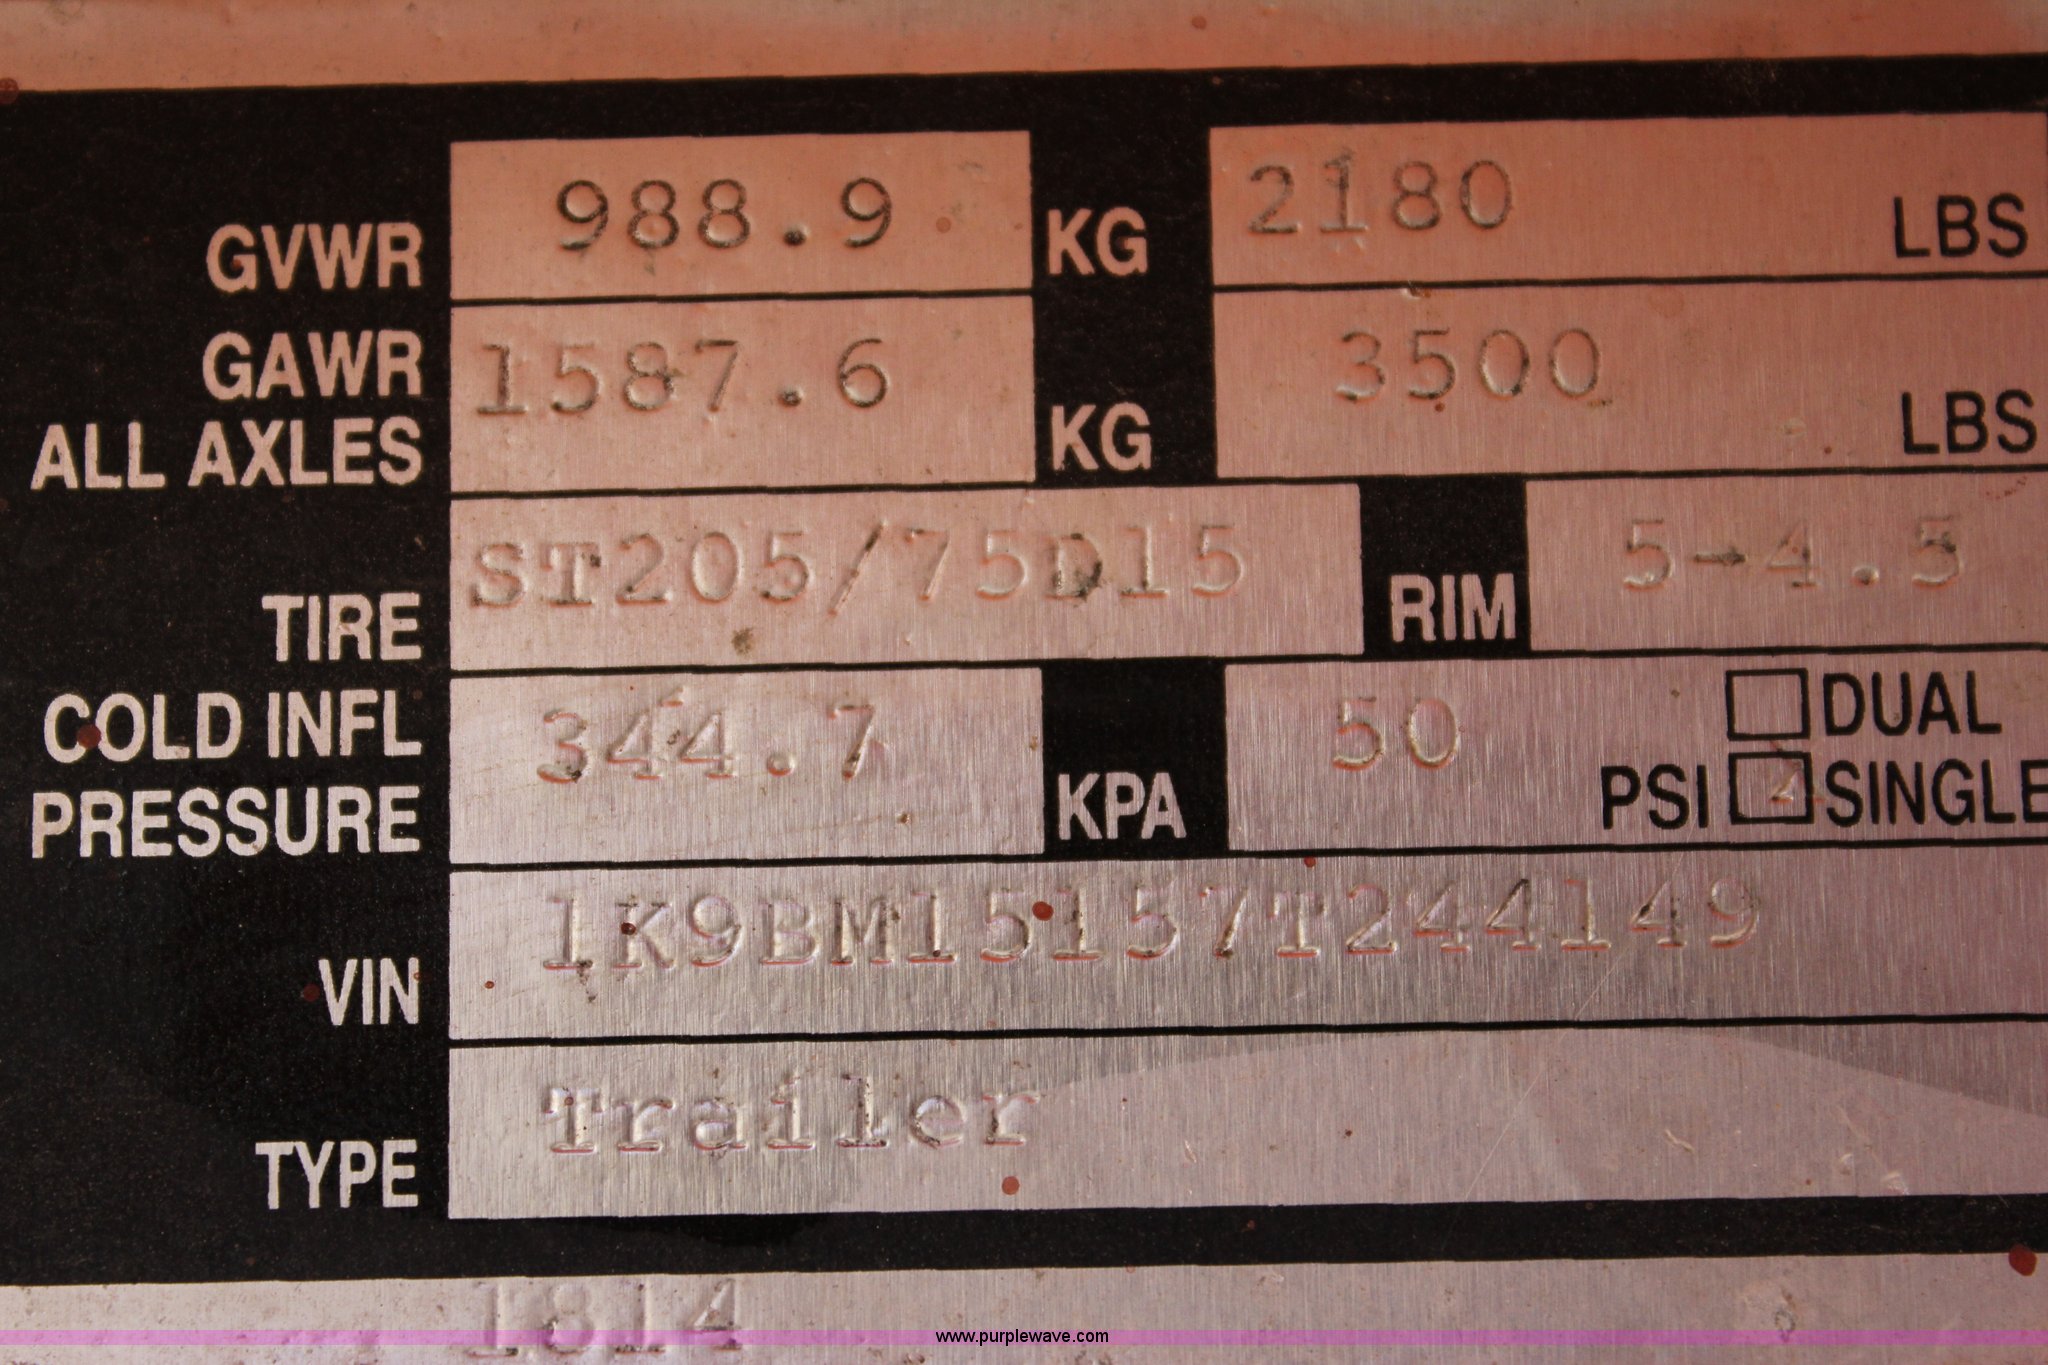 GVWR 988.9 KG 2180 LBS
GAWR ALL AXLES 1587.6 KG 3500 LBS
TIRE ST205/75D15 RIM 5-4.5
COLD INFL PRESSURE 344.7 KPA 50 PSI DUAL SINGLE
VIN 1K9BM15157T244149
TYPE Trailer
1814
www.purplewave.com